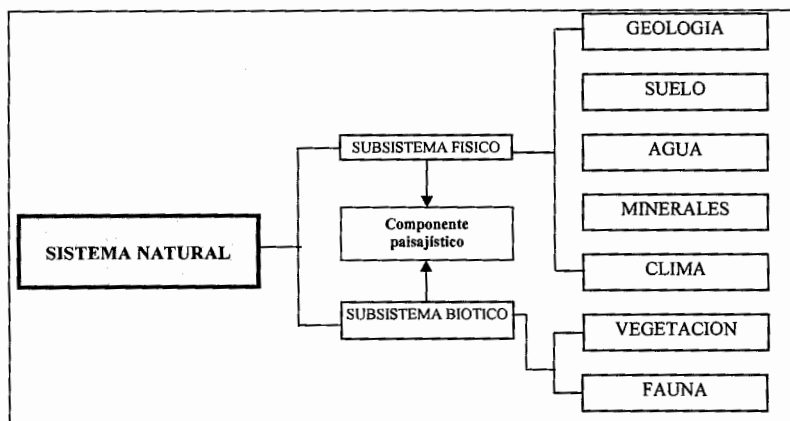 GEOLOGIA
SUELO
SUBSISTEMA FISICO
AGUA
MINERALES
Componente
paisajístico
SISTEMA NATURAL
CLIMA
SUBSISTEMA BIOTICO
VEGETACION
FAUNA